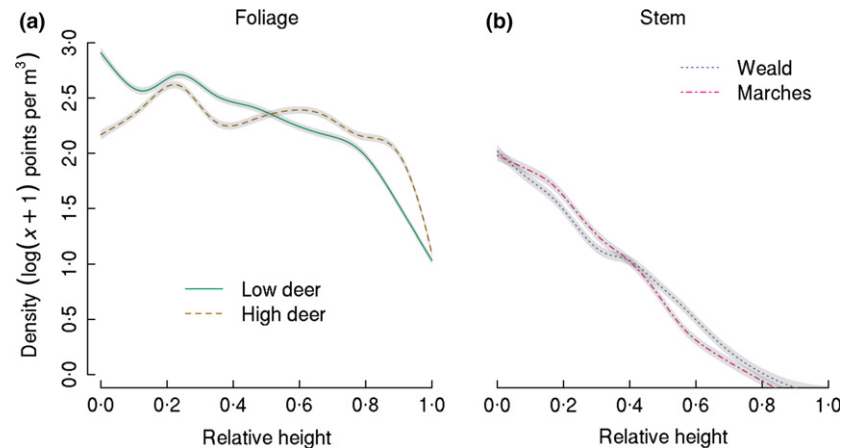 (a)
Foliage
Density (log(x + 1) points per m³)
3·0
2·5
2·0
1·5
1·0
0·5
0·0
Low deer
High deer
0·0 0·2 0·4 0·6 0·8 1·0
Relative height
(b)
Stem
Weald
Marches
0·0 0·2 0·4 0·6 0·8 1·0
Relative height